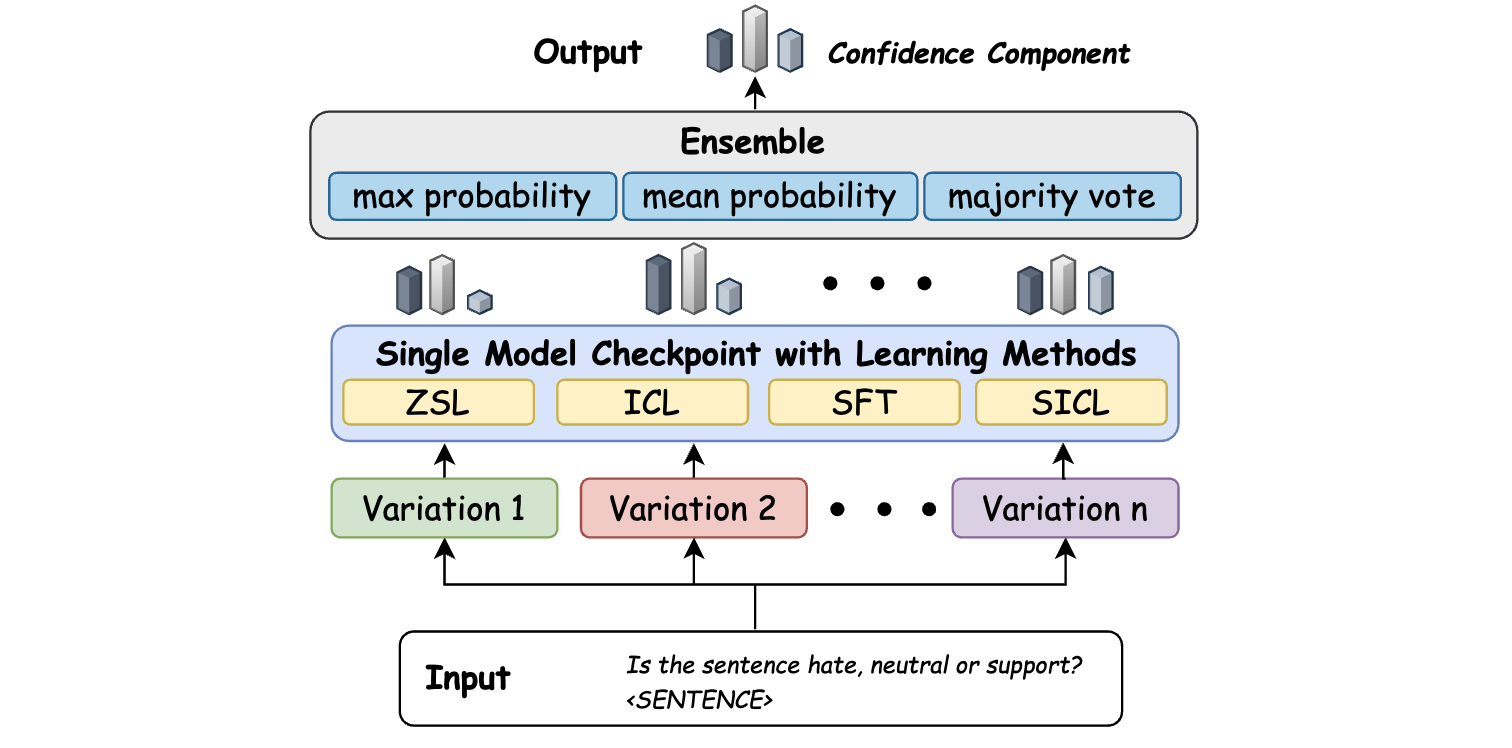 Output
Confidence Component
Ensemble
max probability
mean probability
majority vote
Single Model Checkpoint with Learning Methods
ZSL
ICL
SFT
SICL
Variation 1
Variation 2
Variation n
Input
Is the sentence hate, neutral or support?
<SENTENCE>